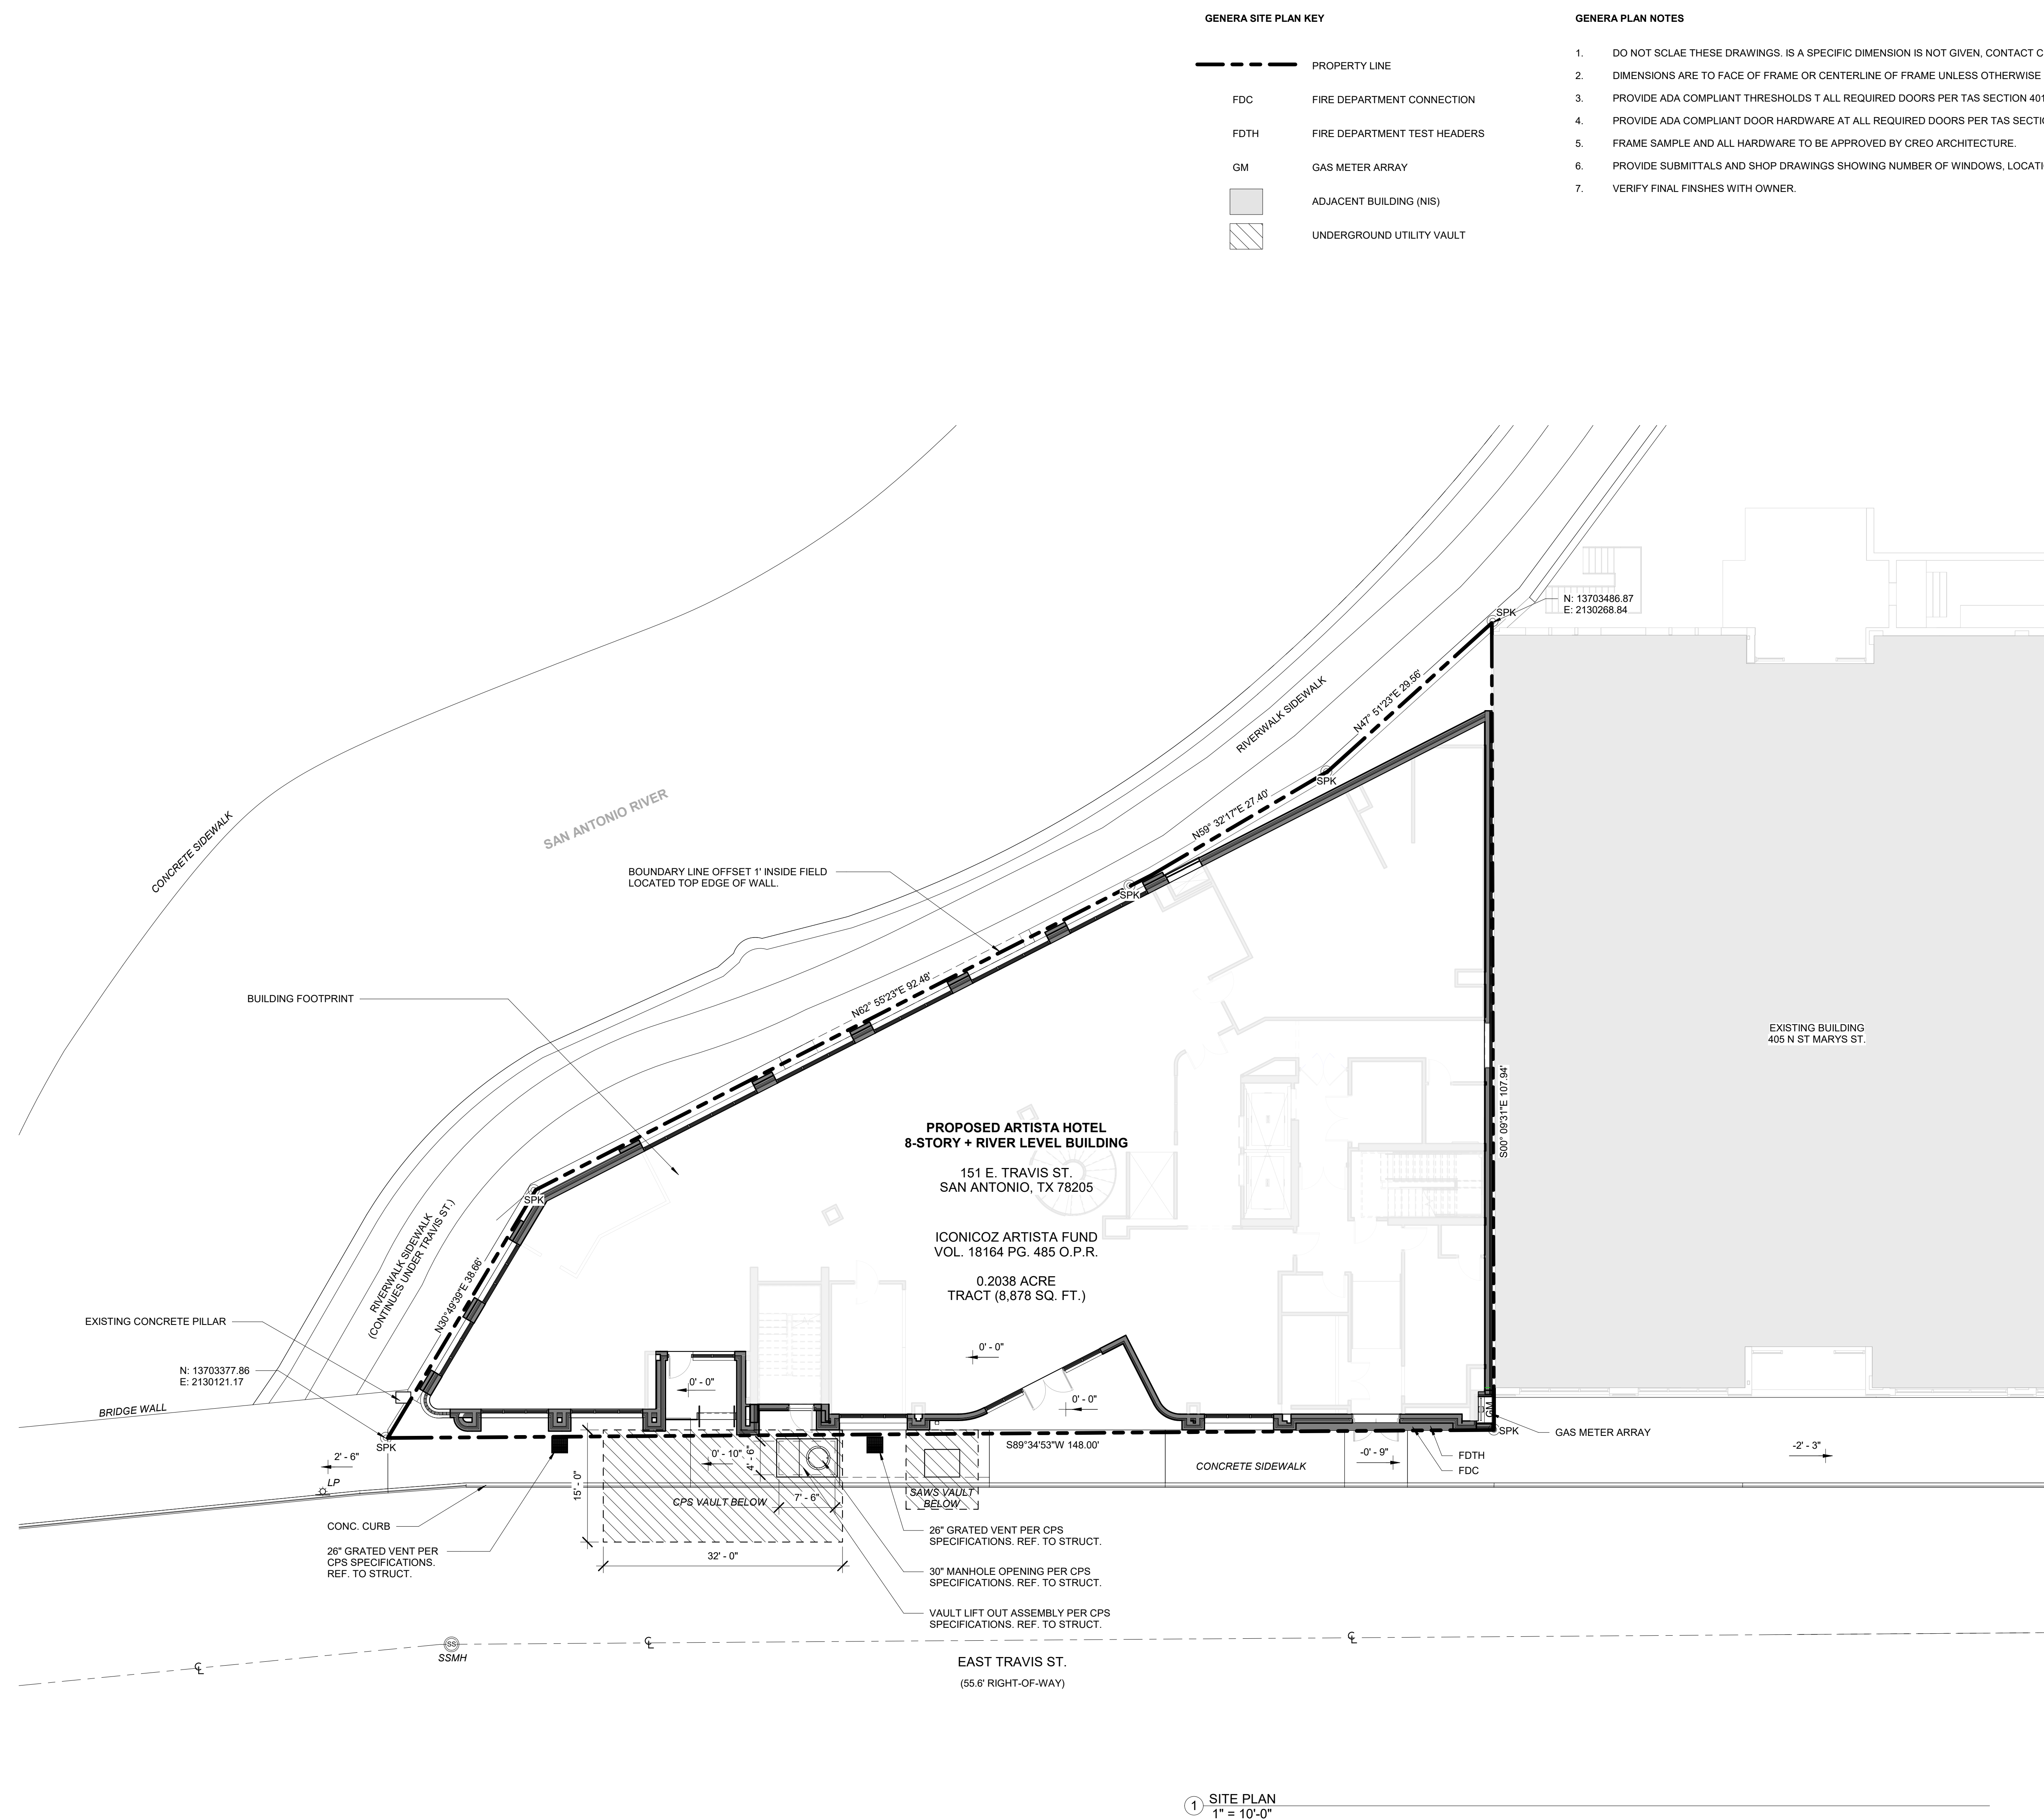 GENERA SITE PLAN KEY
PROPERTY LINE
FDC FIRE DEPARTMENT CONNECTION
FDTH FIRE DEPARTMENT TEST HEADERS
GM GAS METER ARRAY
ADJACENT BUILDING (NIS)
UNDERGROUND UTILITY VAULT
GENERA PLAN NOTES
1. DO NOT SCLAE THESE DRAWINGS. IS A SPECIFIC DIMENSION IS NOT GIVEN, CONTACT C
2. DIMENSIONS ARE TO FACE OF FRAME OR CENTERLINE OF FRAME UNLESS OTHERWISE
3. PROVIDE ADA COMPLIANT THRESHOLDS T ALL REQUIRED DOORS PER TAS SECTION 401
4. PROVIDE ADA COMPLIANT DOOR HARDWARE AT ALL REQUIRED DOORS PER TAS SECTI
5. FRAME SAMPLE AND ALL HARDWARE TO BE APPROVED BY CREO ARCHITECTURE.
6. PROVIDE SUBMITTALS AND SHOP DRAWINGS SHOWING NUMBER OF WINDOWS, LOCATI
7. VERIFY FINAL FINSHES WITH OWNER.
N: 13703486.87
E: 2130268.84
SPK
N47° 51'23"E 29.56'
RIVERWALK SIDEWALK
SPK
N59° 32'17"E 27.40'
SAN ANTONIO RIVER
CONCRETE SIDEWALK
BOUNDARY LINE OFFSET 1' INSIDE FIELD
LOCATED TOP EDGE OF WALL.
SPK
N62° 55'23"E 92.48'
BUILDING FOOTPRINT
EXISTING BUILDING
405 N ST MARYS ST.
S00° 09'31"E 107.94'
PROPOSED ARTISTA HOTEL
8-STORY + RIVER LEVEL BUILDING
151 E. TRAVIS ST.
SAN ANTONIO, TX 78205
ICONICOZ ARTISTA FUND
VOL. 18164 PG. 485 O.P.R.
0.2038 ACRE
TRACT (8,878 SQ. FT.)
SPK
RIVERWALK SIDEWALK
(CONTINUES UNDER TRAVIS ST.)
N30°49'39"E 38.66'
EXISTING CONCRETE PILLAR
N: 13703377.86
E: 2130121.17
BRIDGE WALL
SPK
0' - 0"
0' - 0"
0' - 0"
GM
SPK
GAS METER ARRAY
2' - 6"
LP
0' - 10"
4' - 6"
15' - 0"
CPS VAULT BELOW
7' - 6"
SAWS VAULT
BELOW
S89°34'53"W 148.00'
CONCRETE SIDEWALK
-0' - 9"
FDTH
FDC
-2' - 3"
CONC. CURB
26" GRATED VENT PER
CPS SPECIFICATIONS.
REF. TO STRUCT.
32' - 0"
26" GRATED VENT PER CPS
SPECIFICATIONS. REF. TO STRUCT.
30" MANHOLE OPENING PER CPS
SPECIFICATIONS. REF. TO STRUCT.
VAULT LIFT OUT ASSEMBLY PER CPS
SPECIFICATIONS. REF. TO STRUCT.
SS
SSMH
EAST TRAVIS ST.
(55.6' RIGHT-OF-WAY)
1 SITE PLAN
1" = 10'-0"